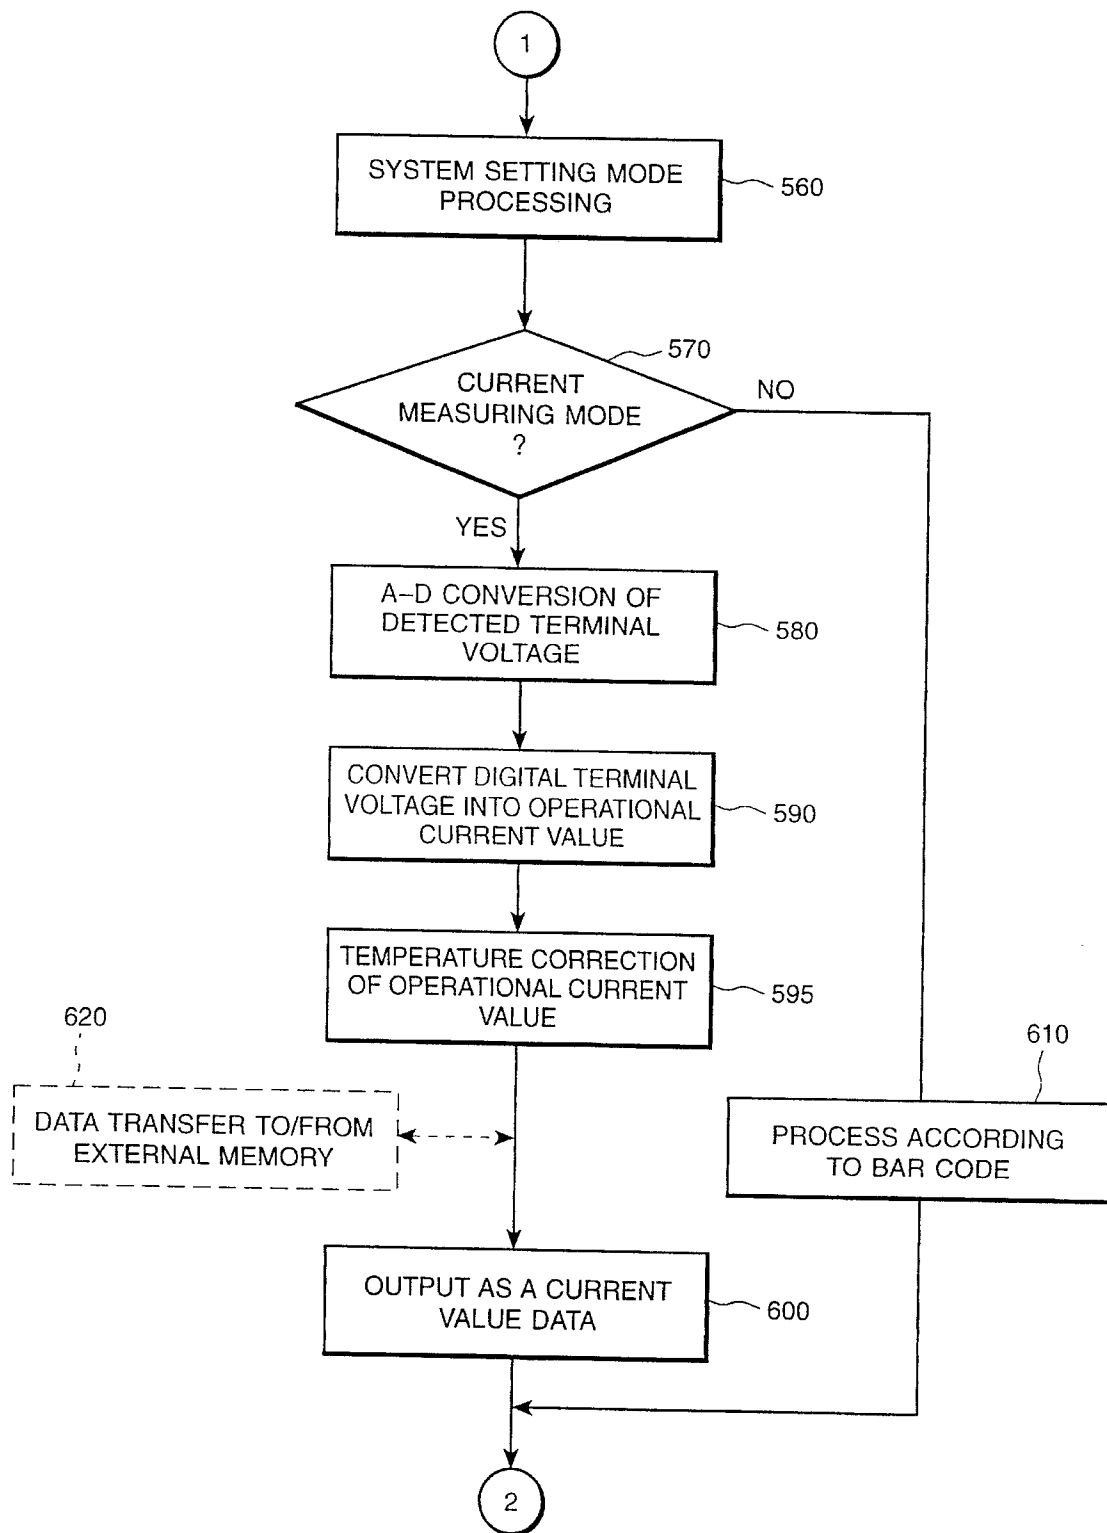 1
SYSTEM SETTING MODE
PROCESSING
560
570
CURRENT
MEASURING MODE
?
NO
YES
A–D CONVERSION OF
DETECTED TERMINAL
VOLTAGE
580
CONVERT DIGITAL TERMINAL
VOLTAGE INTO OPERATIONAL
CURRENT VALUE
590
TEMPERATURE CORRECTION
OF OPERATIONAL CURRENT
VALUE
595
620
DATA TRANSFER TO/FROM
EXTERNAL MEMORY
610
PROCESS ACCORDING
TO BAR CODE
OUTPUT AS A CURRENT
VALUE DATA
600
2